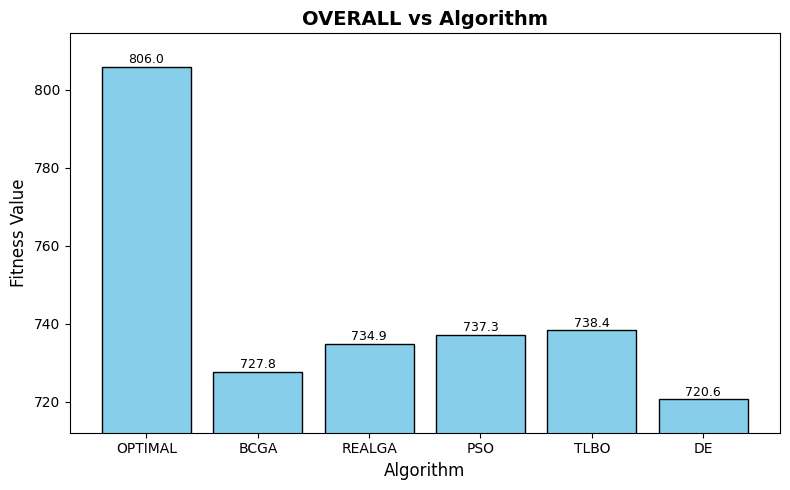 OVERALL vs Algorithm
806.0
800
780
760
740
738.4
737.3
734.9
727.8
720.6
720
Fitness Value
OPTIMAL BCGA REALGA PSO TLBO DE
Algorithm